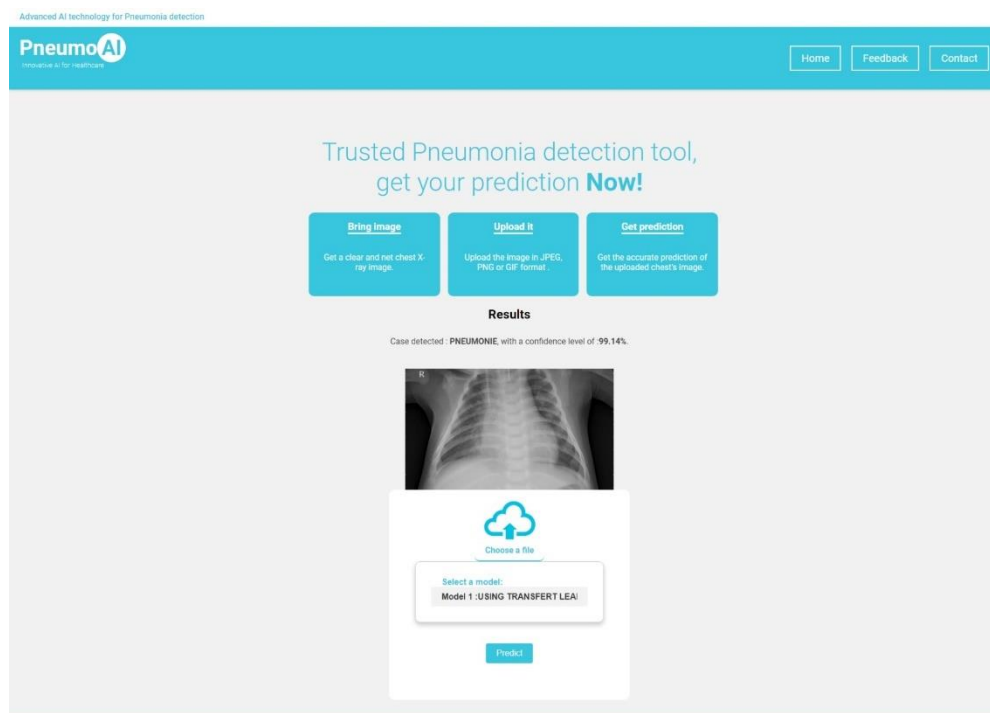 Advanced AI technology for Pneumonia detection
PneumoAI
Innovative AI for Healthcare
Home
Feedback
Contact
Trusted Pneumonia detection tool,
get your prediction Now!
Bring image
Get a clear and net chest X-
ray image.
Upload it
Upload the image in JPEG,
PNG or GIF format .
Get prediction
Get the accurate prediction of
the uploaded chest's image.
Results
Case detected : PNEUMONIE, with a confidence level of :99.14%.
R
Choose a file
Select a model:
Model 1 :USING TRANSFERT LEA
Predict